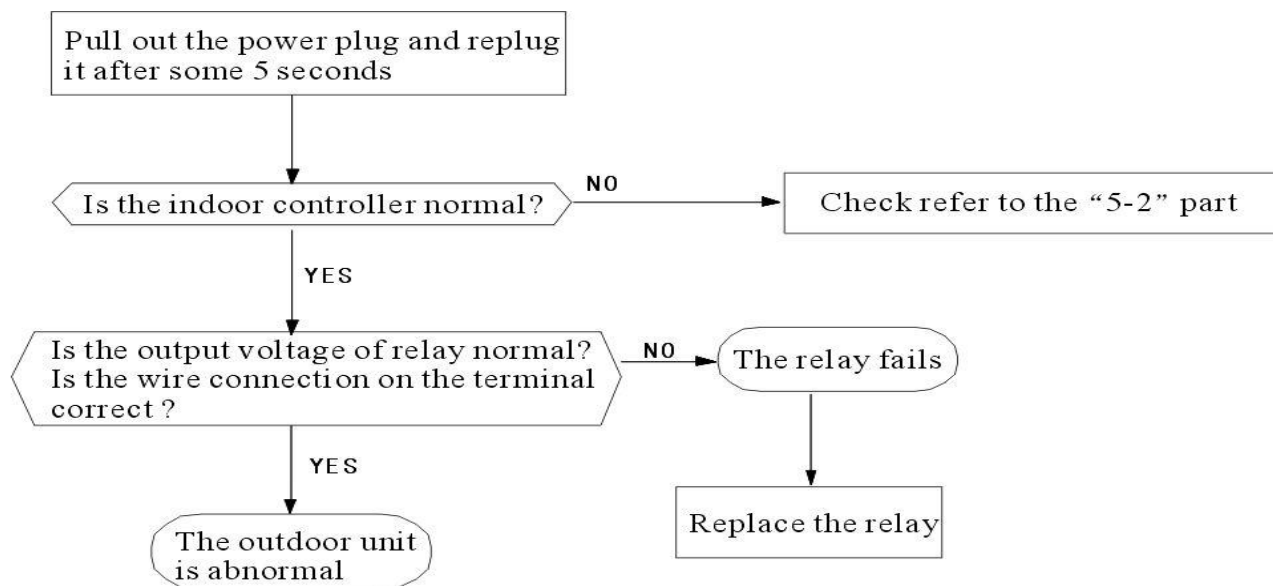 Pull out the power plug and replug
it after some 5 seconds
Is the indoor controller normal?
NO
Check refer to the “5-2” part
YES
Is the output voltage of relay normal?
Is the wire connection on the terminal
correct ?
NO
The relay fails
YES
Replace the relay
The outdoor unit
is abnormal